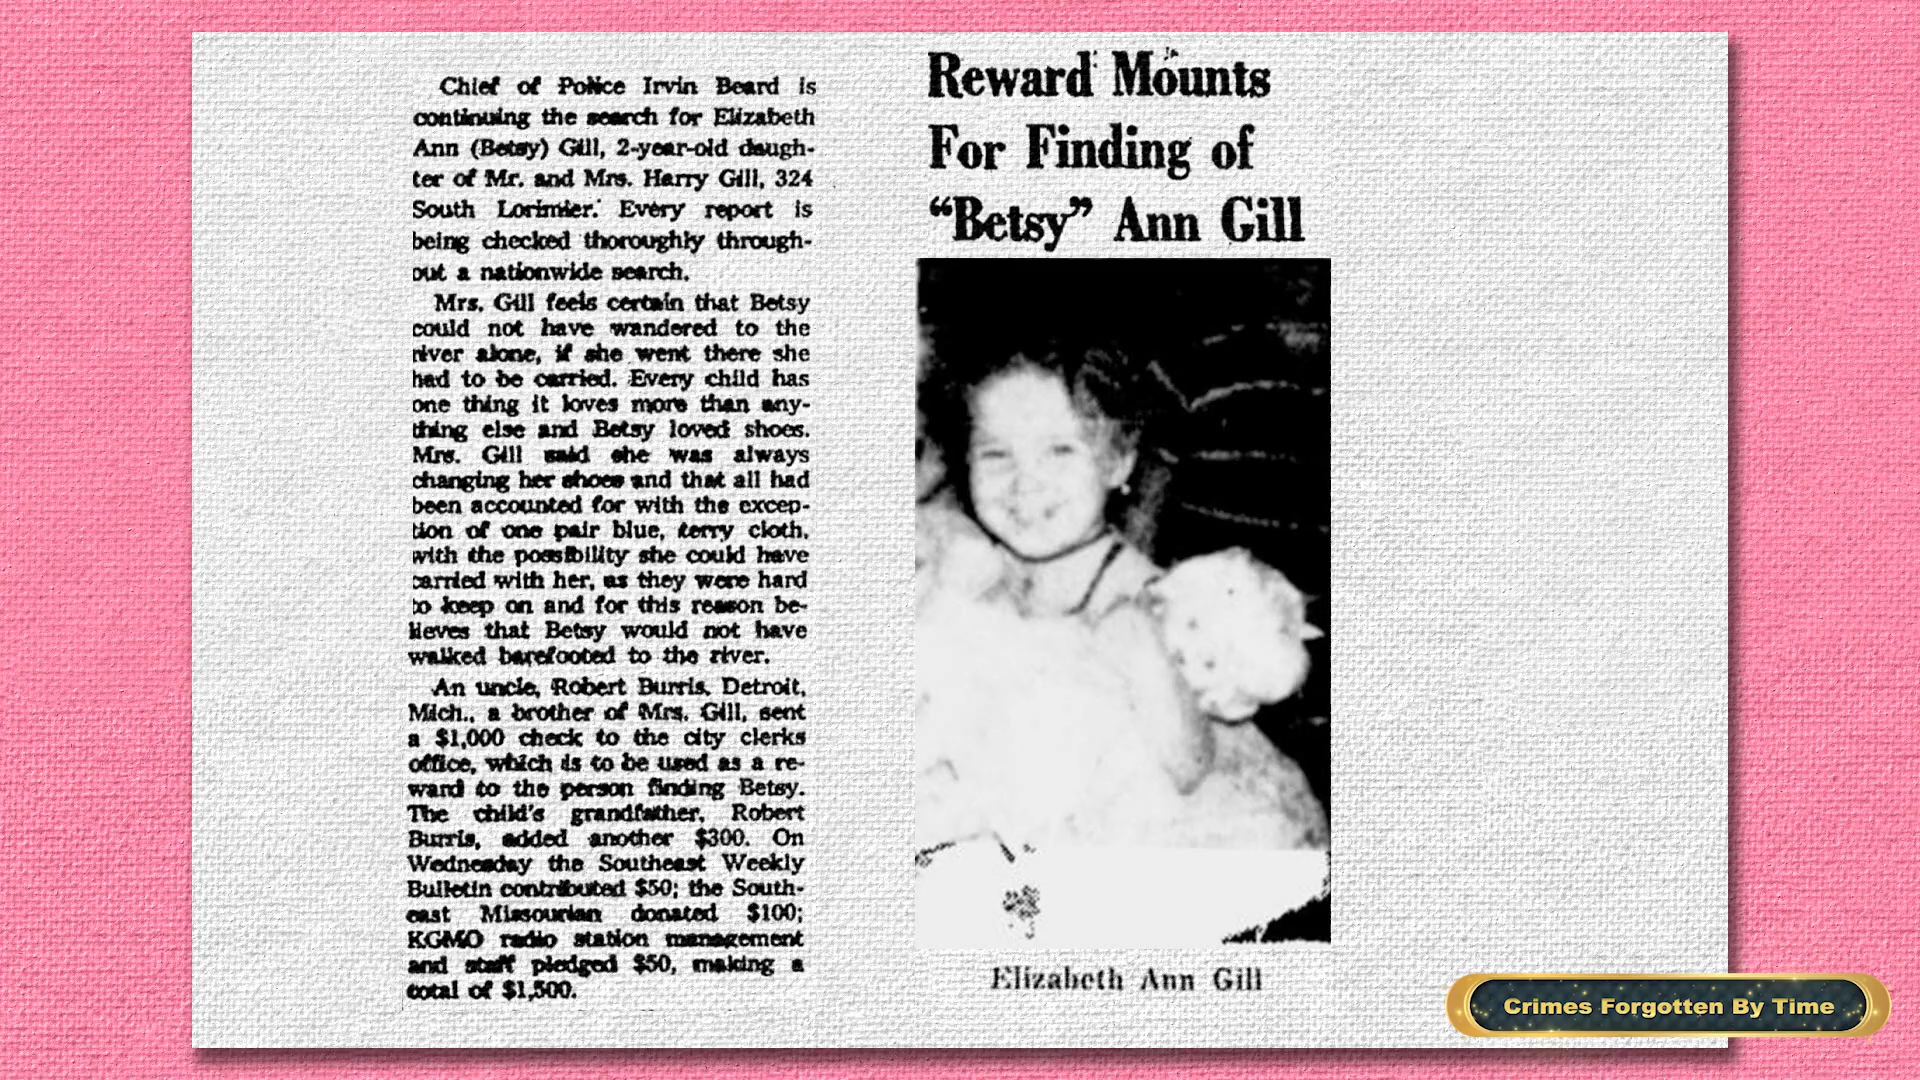 Chief of Police Irvin Beard is
continuing the search for Elizabeth
Ann (Betsy) Gill, 2-year-old daugh-
ter of Mr. and Mrs. Harry Gill, 324
South Lorimier. Every report is
being checked thoroughly through-
out a nationwide search.
Mrs. Gill feels certain that Betsy
could not have wandered to the
river alone, if she went there she
had to be carried. Every child has
one thing it loves more than any-
thing else and Betsy loved shoes.
Mrs. Gill said she was always
changing her shoes and that all had
been accounted for with the excep-
tion of one pair blue, terry cloth,
with the possibility she could have
carried with her, as they were hard
to keep on and for this reason be-
lieves that Betsy would not have
walked barefooted to the river.
An uncle, Robert Burris, Detroit,
Mich., a brother of Mrs. Gill, sent
a $1,000 check to the city clerks
office, which is to be used as a re-
ward to the person finding Betsy.
The child's grandfather, Robert
Burris, added another $300. On
Wednesday the Southeast Weekly
Bulletin contributed $50; the South-
east Missourian donated $100;
KGMO radio station management
and staff pledged $50, making a
total of $1,500.
Reward Mounts
For Finding of
“Betsy” Ann Gill
Elizabeth Ann Gill
Crimes Forgotten By Time